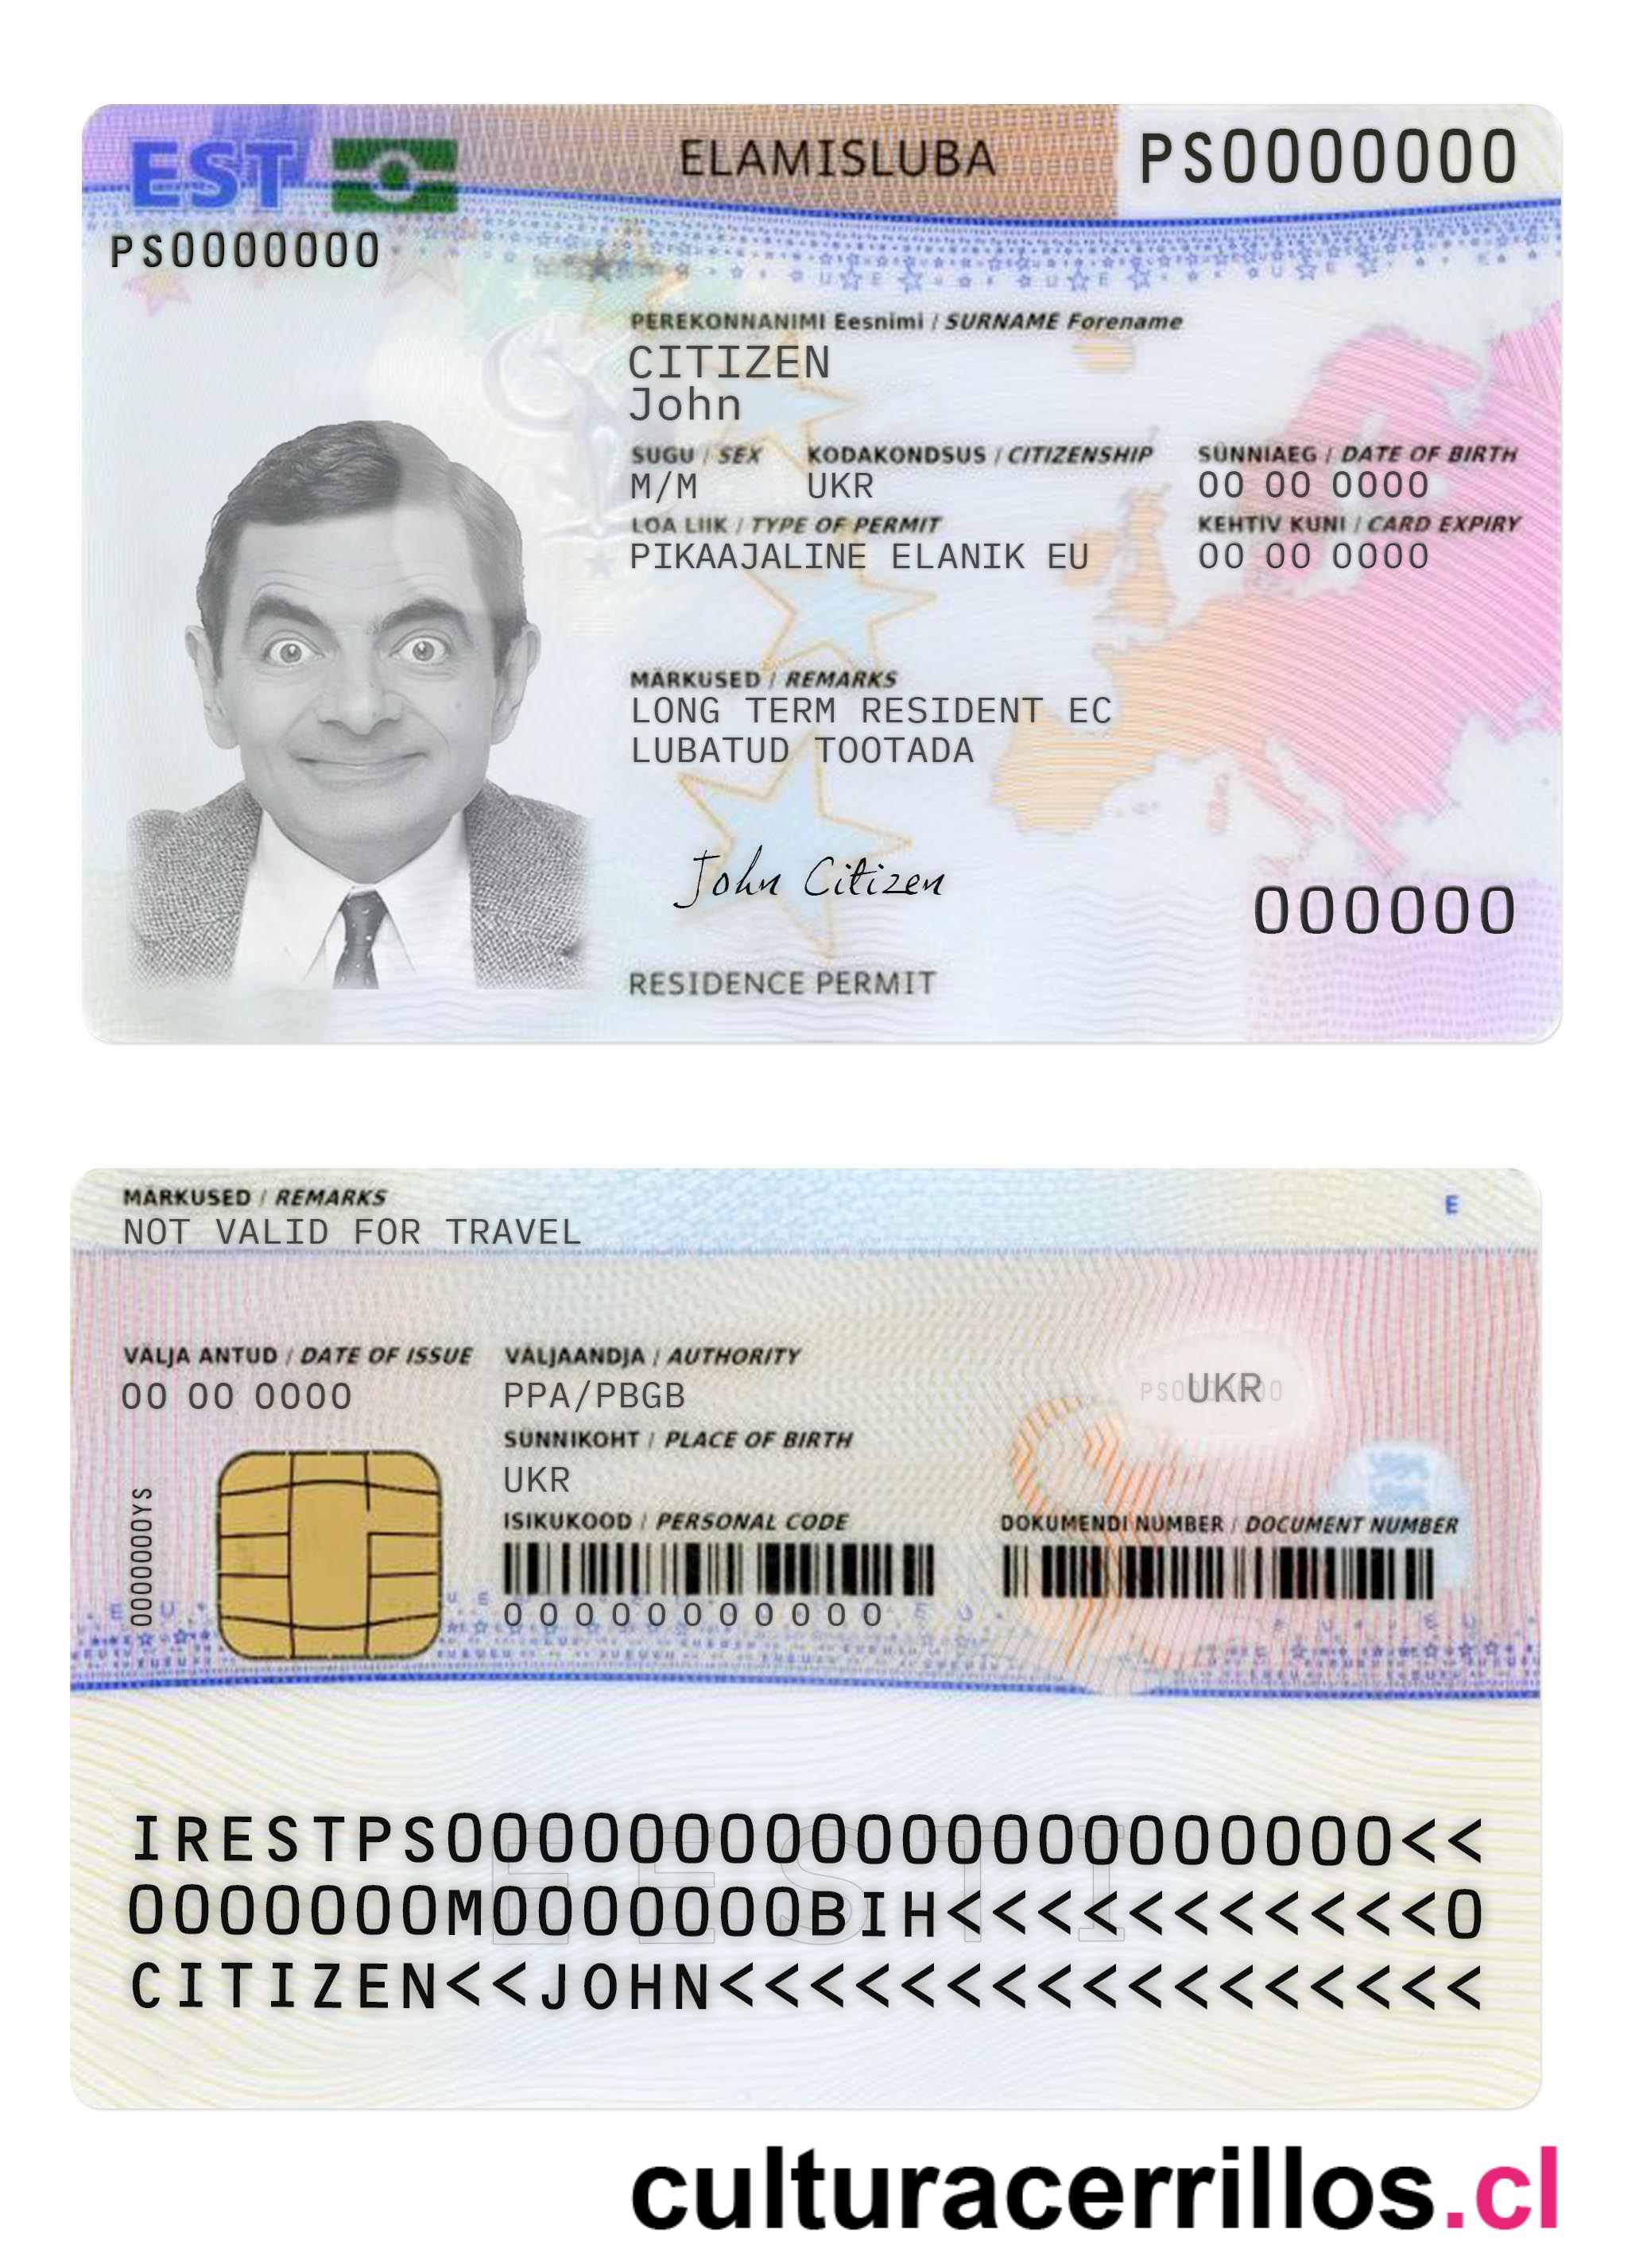 EST
ELAMISLUBA
PS0000000
PS0000000
PEREKONNANIMI Eesnimi / SURNAME Forename
CITIZEN
John
SUGU / SEX KODAKONDSUS / CITIZENSHIP SÜNNIAEG / DATE OF BIRTH
M/M UKR 00 00 0000
LOA LIIK / TYPE OF PERMIT KEHTIV KUNI / CARD EXPIRY
PIKAAJALINE ELANIK EU 00 00 0000
MÄRKUSED / REMARKS
LONG TERM RESIDENT EC
LUBATUD TOOTADA
John Citizen
000000
RESIDENCE PERMIT
MÄRKUSED / REMARKS
E
NOT VALID FOR TRAVEL
VÄLJA ANTUD / DATE OF ISSUE VÄLJAANDJA / AUTHORITY
00 00 0000 PPA/PBGB
UKR
SÜNNIKOHT / PLACE OF BIRTH
UKR
ISIKUKOOD / PERSONAL CODE DOKUMENDI NUMBER / DOCUMENT NUMBER
00000000000
0000000YS
IRESTPS000000000000000000000<<
0000000M0000000BIH<<<<<<<<<<<0
CITIZEN<<JOHN<<<<<<<<<<<<<<<<<
EESTI
culturacerrillos.cl